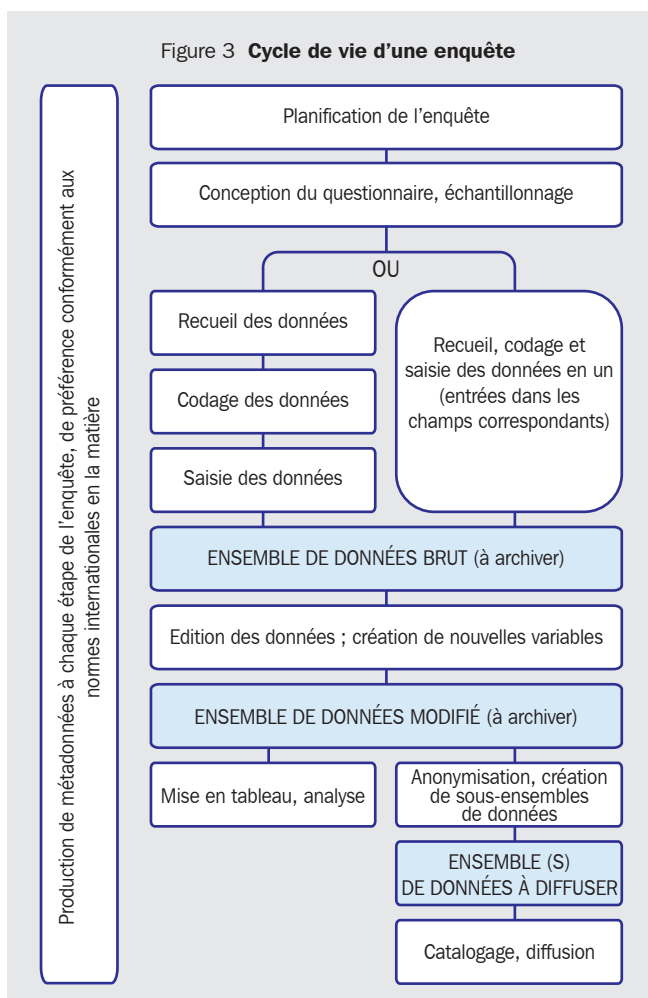 Figure 3 Cycle de vie d'une enquête
Production de métadonnées à chaque étape de l'enquête, de préférence conformément aux
normes internationales en la matière
Planification de l'enquête
Conception du questionnaire, échantillonnage
OU
Recueil des données
Codage des données
Saisie des données
Recueil, codage et
saisie des données en un
(entrées dans les
champs correspondants)
ENSEMBLE DE DONNÉES BRUT (à archiver)
Edition des données ; création de nouvelles variables
ENSEMBLE DE DONNÉES MODIFIÉ (à archiver)
Mise en tableau, analyse
Anonymisation, création
de sous-ensembles
de données
ENSEMBLE (S)
DE DONNÉES À DIFFUSER
Catalogage, diffusion